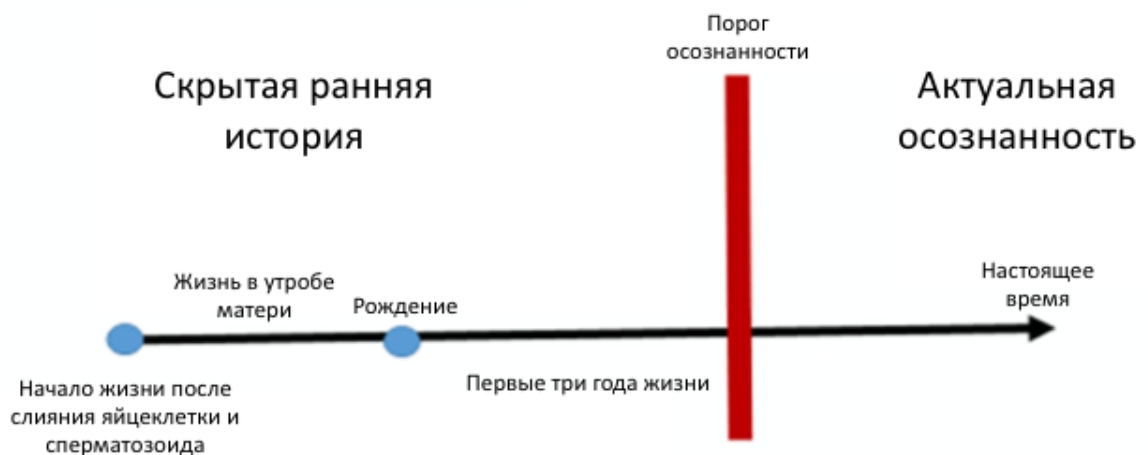 Порог
осознанности
Скрытая ранняя
история
Актуальная
осознанность
Жизнь в утробе
матери
Рождение
Настоящее
время
Начало жизни после
слияния яйцеклетки и
сперматозоида
Первые три года жизни